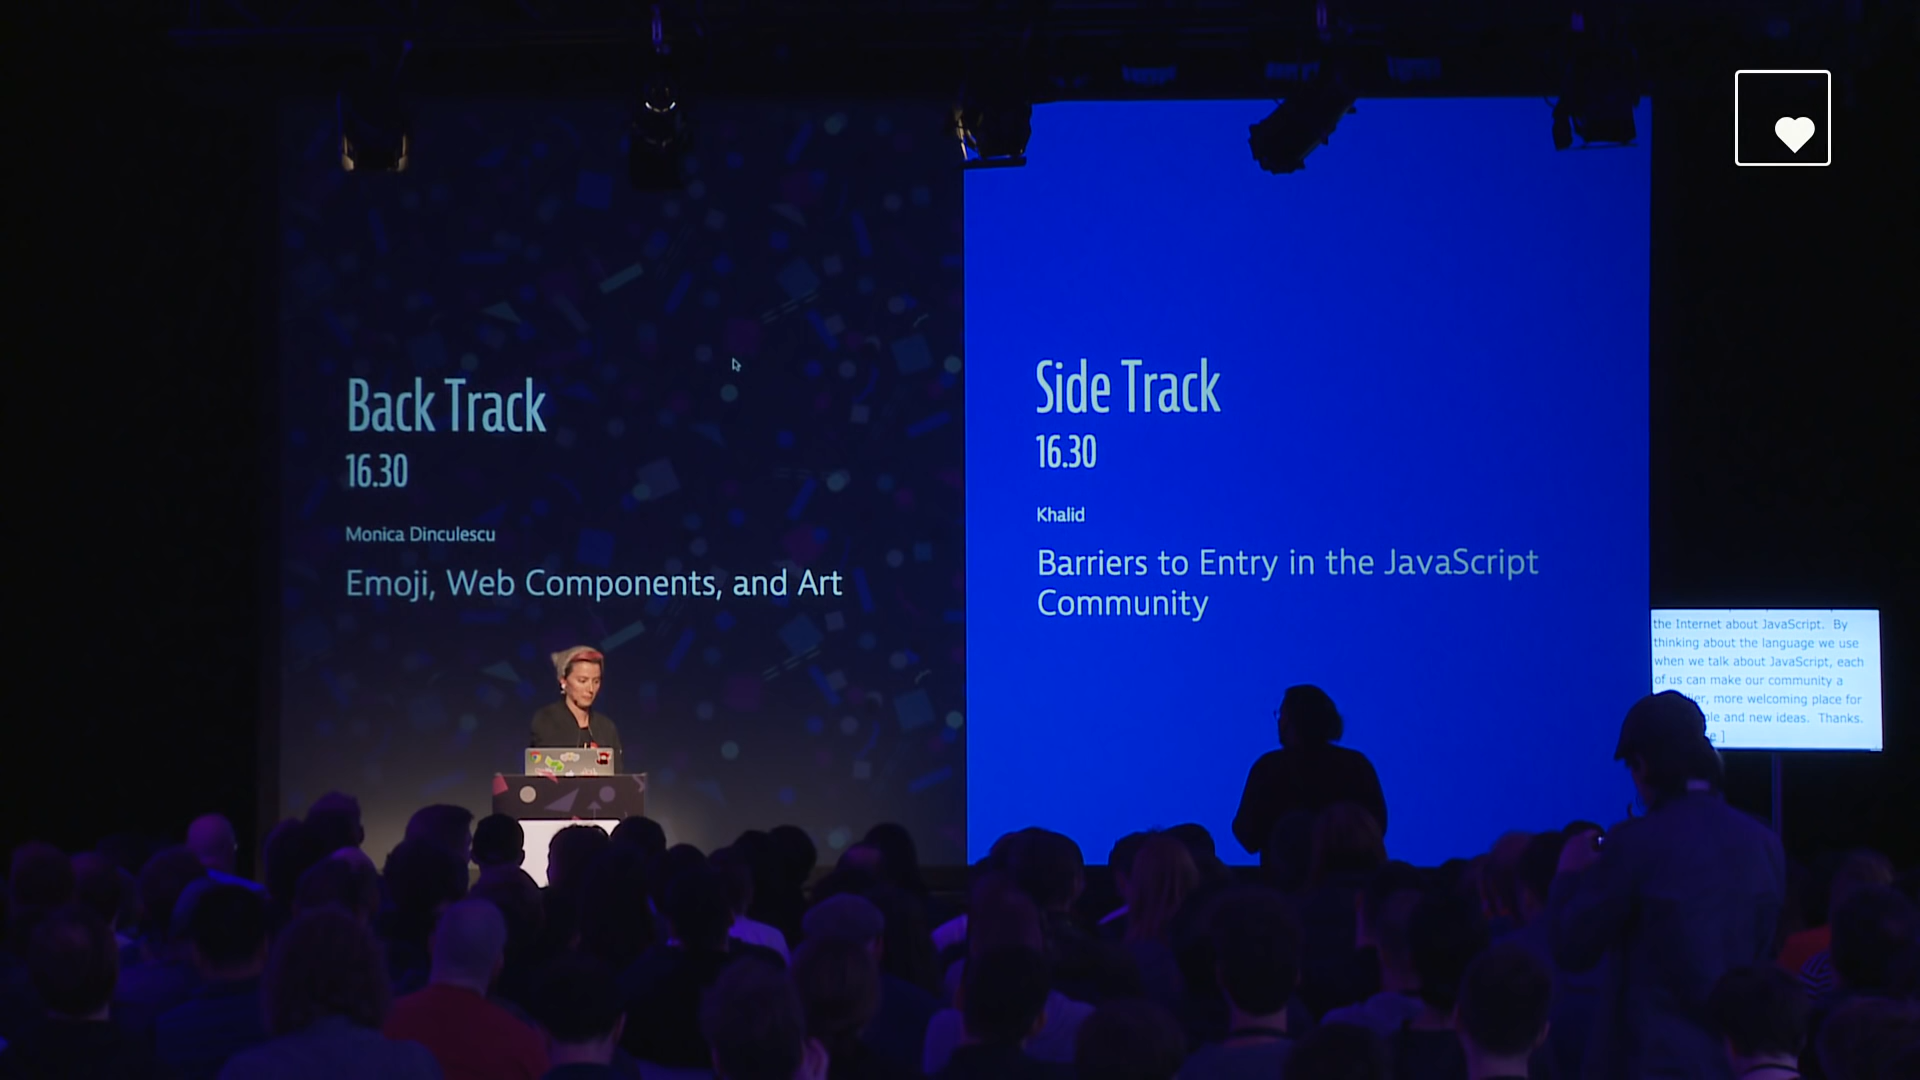 Back Track
16.30
Monica Dinculescu
Emoji, Web Components, and Art
Side Track
16.30
Khalid
Barriers to Entry in the JavaScript
Community
the Internet about JavaScript. By
thinking about the language we use
when we talk about JavaScript, each
of us can make our community a
more welcoming place for
and new ideas. Thanks.
]